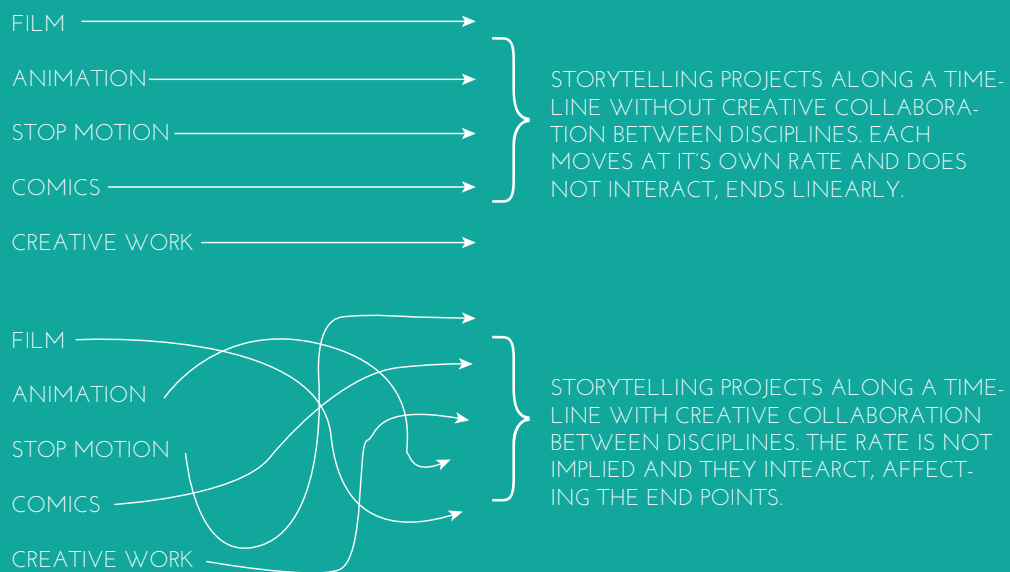 FILM
ANIMATION
STOP MOTION
COMICS
CREATIVE WORK
STORYTELLING PROJECTS ALONG A TIME-
LINE WITHOUT CREATIVE COLLABORA-
TION BETWEEN DISCIPLINES. EACH
MOVES AT IT'S OWN RATE AND DOES
NOT INTERACT, ENDS LINEARLY.
FILM
ANIMATION
STOP MOTION
COMICS
CREATIVE WORK
STORYTELLING PROJECTS ALONG A TIME-
LINE WITH CREATIVE COLLABORATION
BETWEEN DISCIPLINES. THE RATE IS NOT
IMPLIED AND THEY INTEARCT, AFFECT-
ING THE END POINTS.